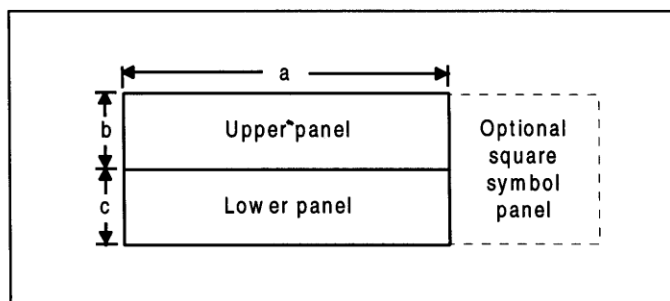 a
b
Upper panel
c
Lower panel
Optional
square
symbol
panel